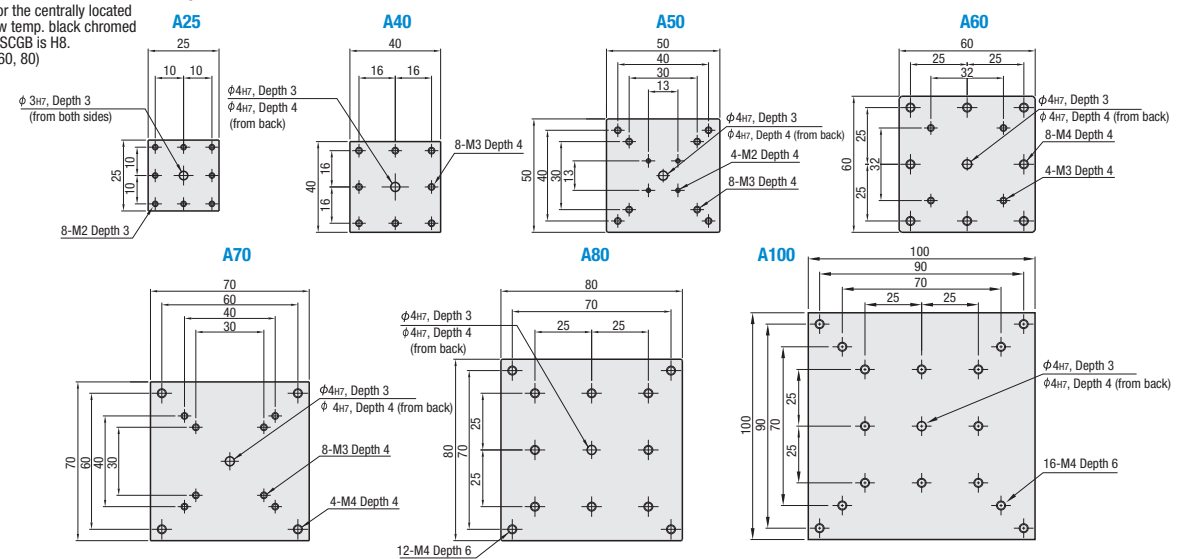 or the centrally located
w temp. black chromed
SCGB is H8.
60, 80)
A25
25
10
10
φ 3H7, Depth 3
(from both sides)
25
10
10
8-M2 Depth 3
A40
40
16
16
φ4H7, Depth 3
φ4H7, Depth 4
(from back)
40
16
16
8-M3 Depth 4
A50
50
40
30
13
50
40
30
13
φ4H7, Depth 3
φ4H7, Depth 4 (from back)
4-M2 Depth 4
8-M3 Depth 4
A60
60
25
25
32
60
25
32
25
φ4H7, Depth 3
φ4H7, Depth 4 (from back)
8-M4 Depth 4
4-M3 Depth 4
A70
70
60
40
30
70
60
40
30
φ4H7, Depth 3
φ 4H7, Depth 4 (from back)
8-M3 Depth 4
4-M4 Depth 4
A80
80
70
25
25
φ4H7, Depth 3
φ4H7, Depth 4
(from back)
80
70
25
25
12-M4 Depth 6
A100
100
90
70
25
25
100
90
70
25
25
φ4H7, Depth 3
φ4H7, Depth 4 (from back)
16-M4 Depth 6